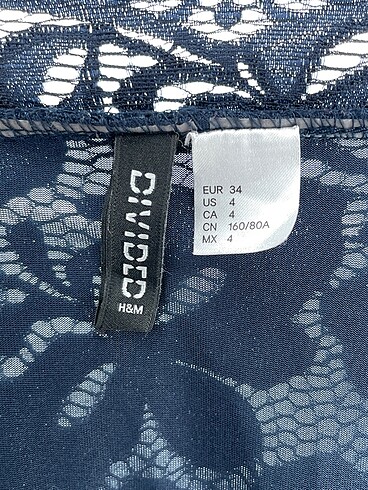 DIVIDED
H&M
EUR 34
US 4
CA 4
CN 160/80A
MX 4